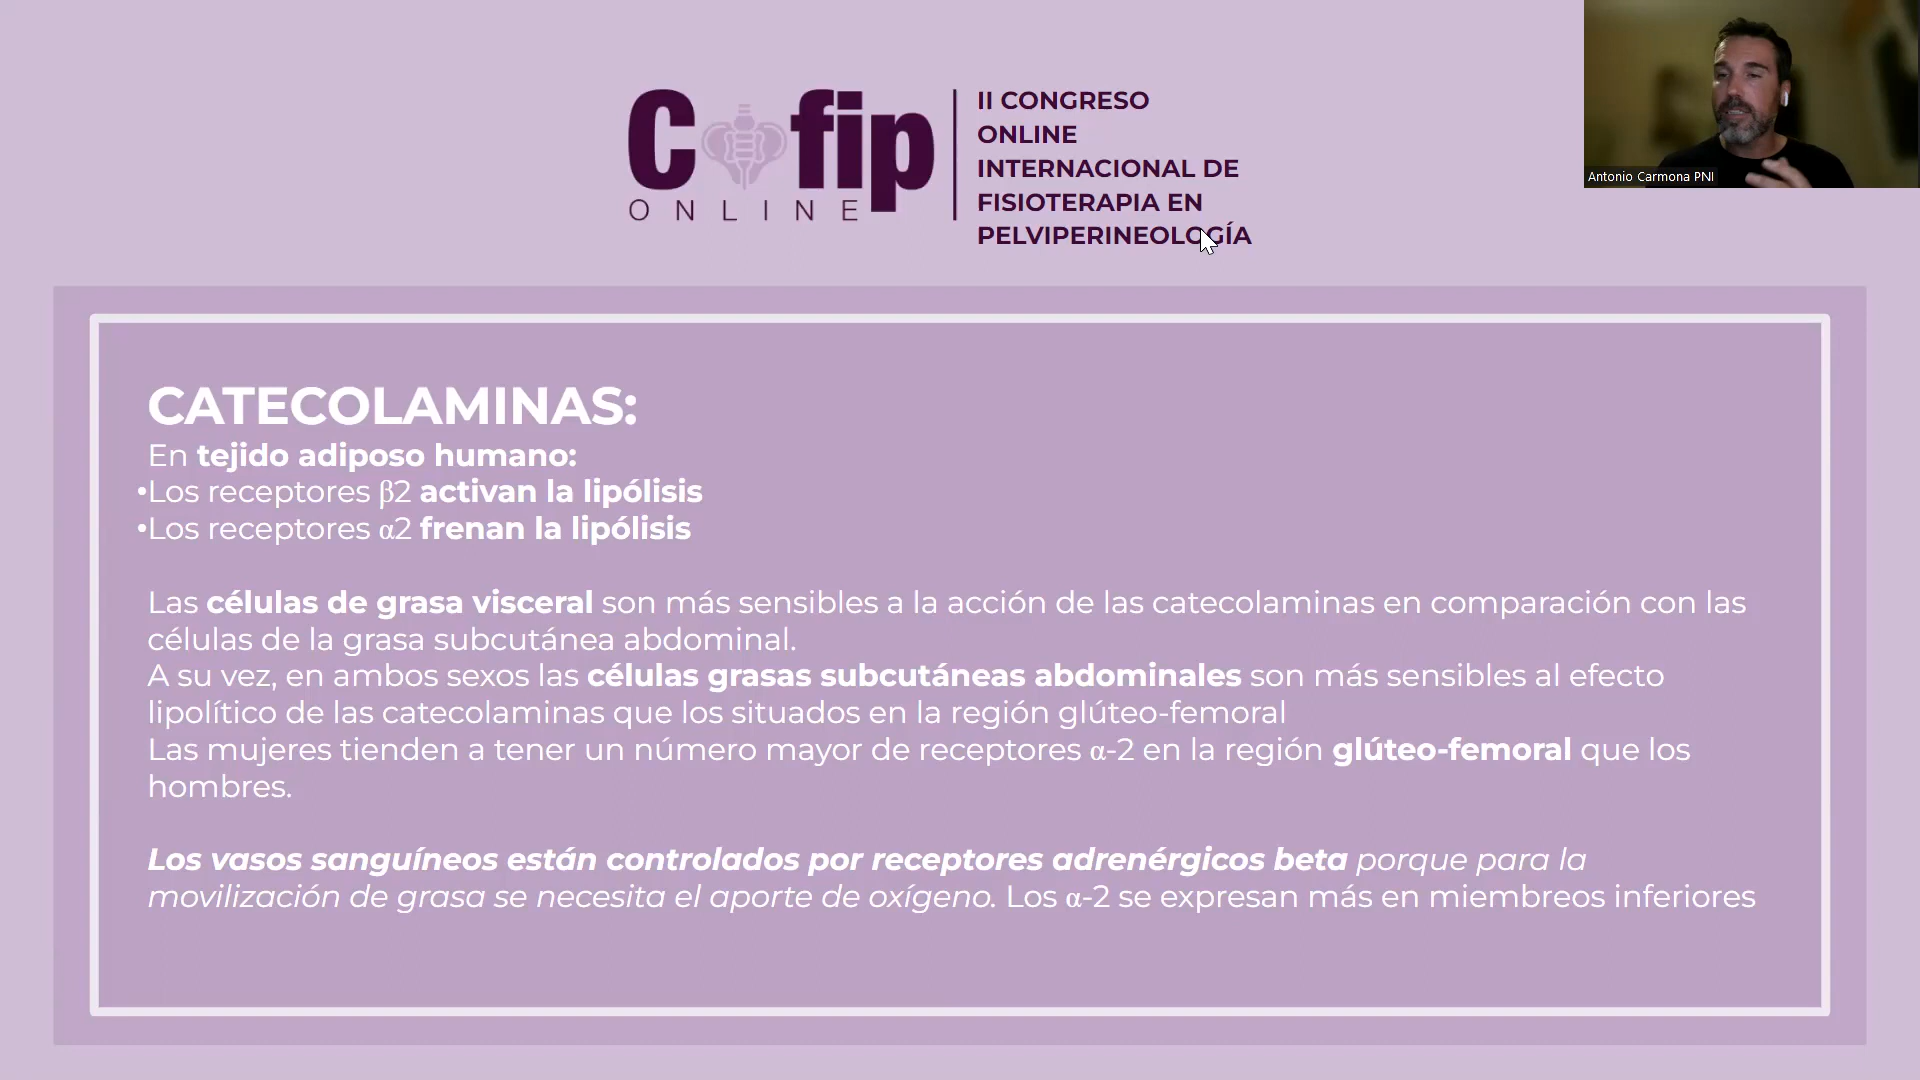 Cofip
ONLINE
II CONGRESO
ONLINE
INTERNACIONAL DE
FISIOTERAPIA EN
PELVIPERINEOLOGÍA
Antonio Carmona PNI
CATECOLAMINAS:
En tejido adiposo humano:
•Los receptores β2 activan la lipólisis
•Los receptores α2 frenan la lipólisis
Las células de grasa visceral son más sensibles a la acción de las catecolaminas en comparación con las
células de la grasa subcutánea abdominal.
A su vez, en ambos sexos las células grasas subcutáneas abdominales son más sensibles al efecto
lipolítico de las catecolaminas que los situados en la región glúteo-femoral
Las mujeres tienden a tener un número mayor de receptores α-2 en la región glúteo-femoral que los
hombres.
Los vasos sanguíneos están controlados por receptores adrenérgicos beta porque para la
movilización de grasa se necesita el aporte de oxígeno. Los α-2 se expresan más en miembreos inferiores